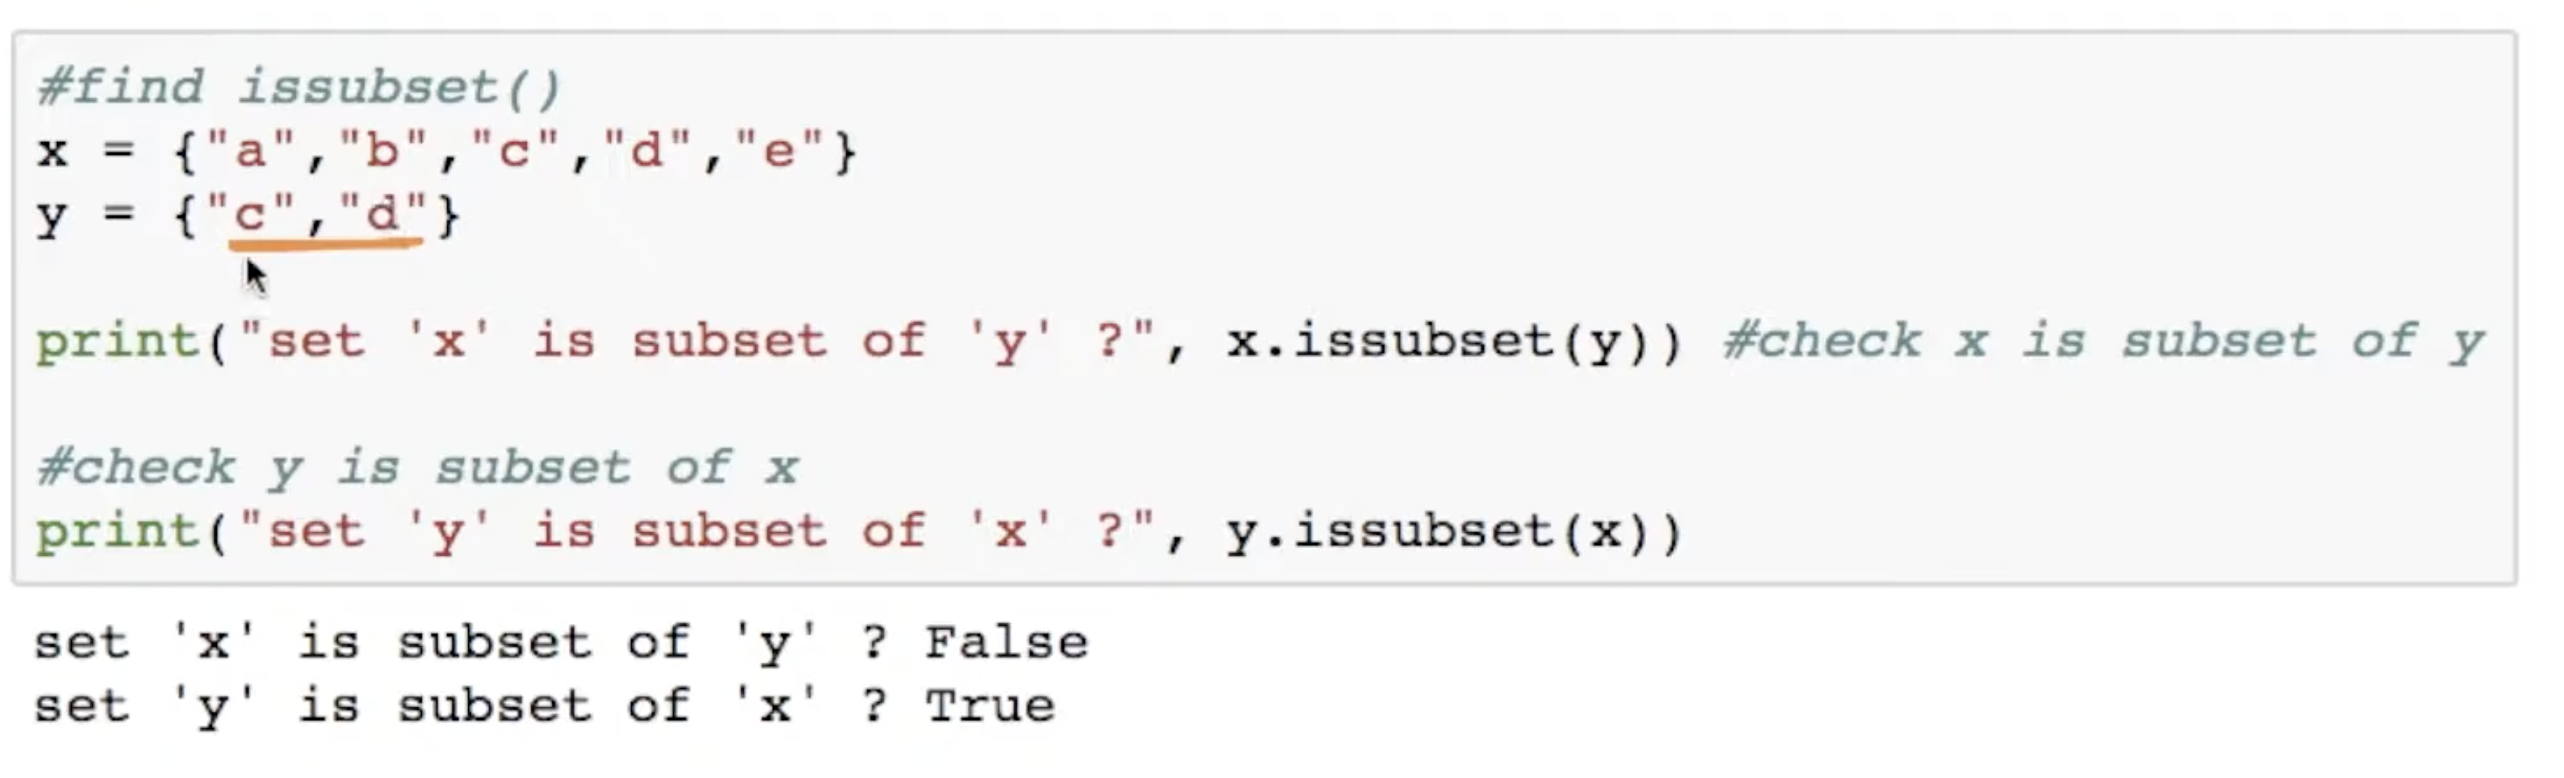 #find issubset()
x = {"a","b","c","d","e"}
y = {"c","d"}
print("set 'x' is subset of 'y' ?", x.issubset(y)) #check x is subset of y
#check y is subset of x
print("set 'y' is subset of 'x' ?", y.issubset(x))
set 'x' is subset of 'y' ? False
set 'y' is subset of 'x' ? True